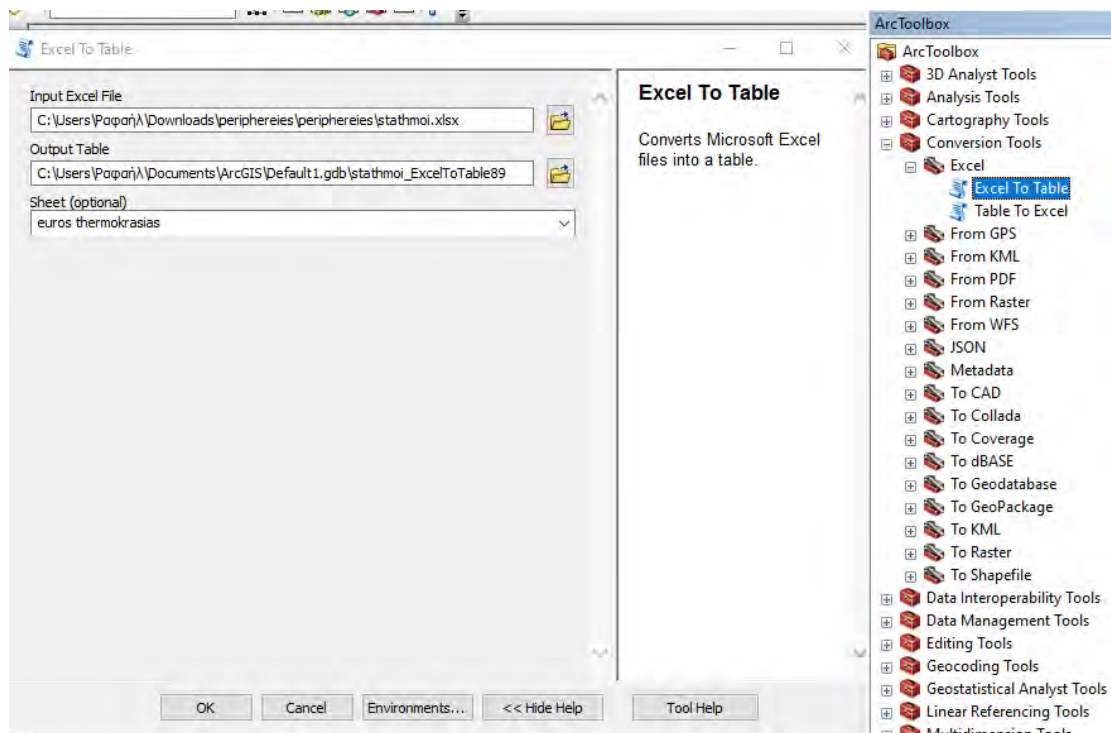 Excel To Table
Input Excel File
C:\Users\Ραφαήλ\Downloads\periphereies\periphereies\stathmoi.xlsx
Output Table
C:\Users\Ραφαήλ\Documents\ArcGIS\Default1.gdb\stathmoi_ExcelToTable89
Sheet (optional)
euros thermokrasias
OK
Cancel
Environments...
<< Hide Help
Excel To Table
Converts Microsoft Excel
files into a table.
Tool Help
ArcToolbox
ArcToolbox
3D Analyst Tools
Analysis Tools
Cartography Tools
Conversion Tools
Excel
Excel To Table
Table To Excel
From GPS
From KML
From PDF
From Raster
From WFS
JSON
Metadata
To CAD
To Collada
To Coverage
To dBASE
To Geodatabase
To GeoPackage
To KML
To Raster
To Shapefile
Data Interoperability Tools
Data Management Tools
Editing Tools
Geocoding Tools
Geostatistical Analyst Tools
Linear Referencing Tools
Multidimension Tools